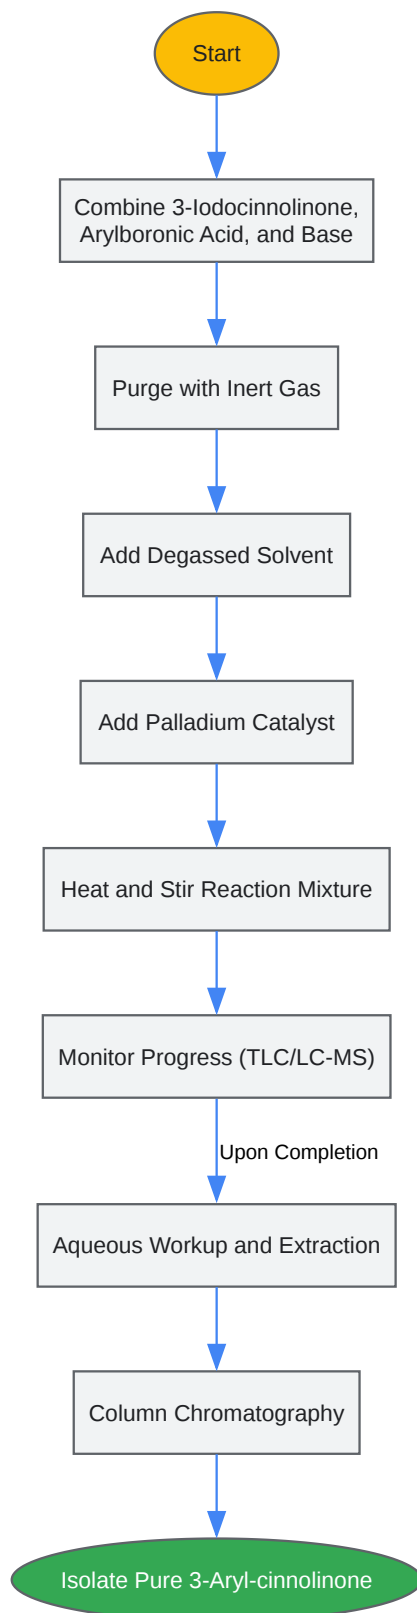 Start
Combine 3-Iodocinnolinone,
Arylboronic Acid, and Base
Purge with Inert Gas
Add Degassed Solvent
Add Palladium Catalyst
Heat and Stir Reaction Mixture
Monitor Progress (TLC/LC-MS)
Upon Completion
Aqueous Workup and Extraction
Column Chromatography
Isolate Pure 3-Aryl-cinnolinone